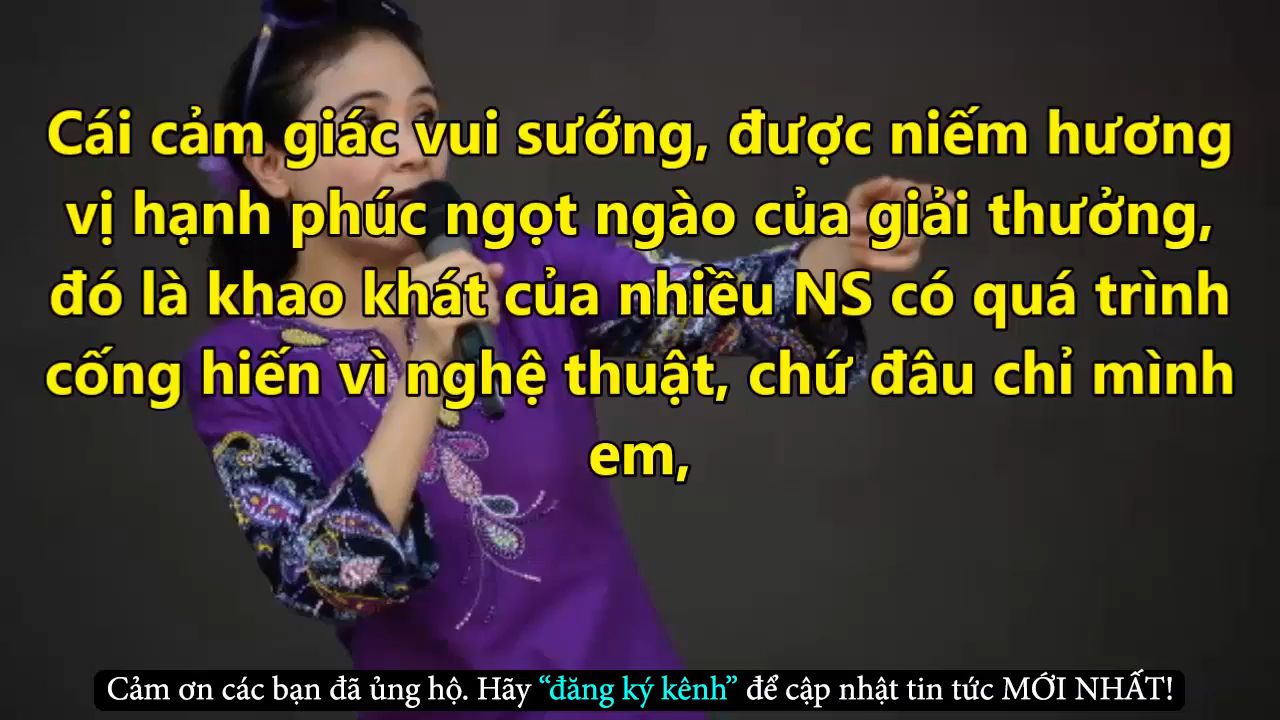 Cái cảm giác vui sướng, được niếm hương
vị hạnh phúc ngọt ngào của giải thưởng,
đó là khao khát của nhiều NS có quá trình
cống hiến vì nghệ thuật, chứ đâu chỉ mình
em,
Cảm ơn các bạn đã ủng hộ. Hãy “đăng ký kênh” để cập nhật tin tức MỚI NHẤT!